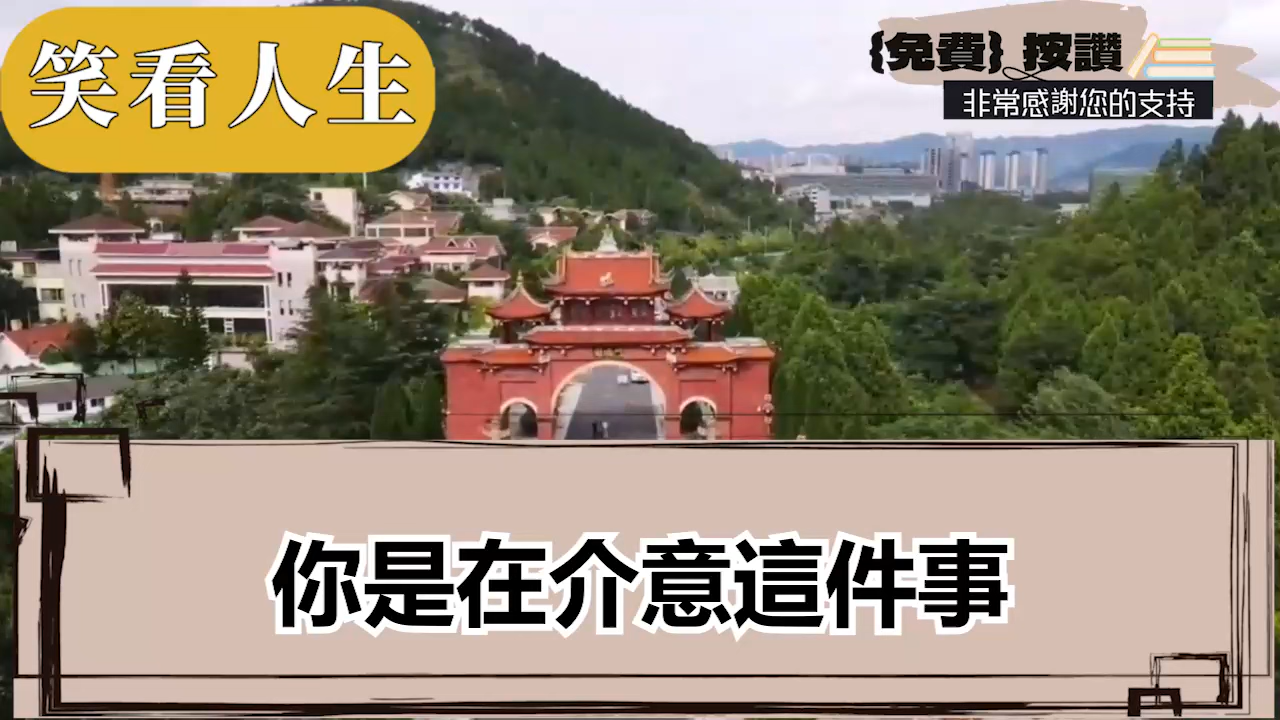 笑看人生
{免費} 按讚
非常感謝您的支持
你是在介意這件事